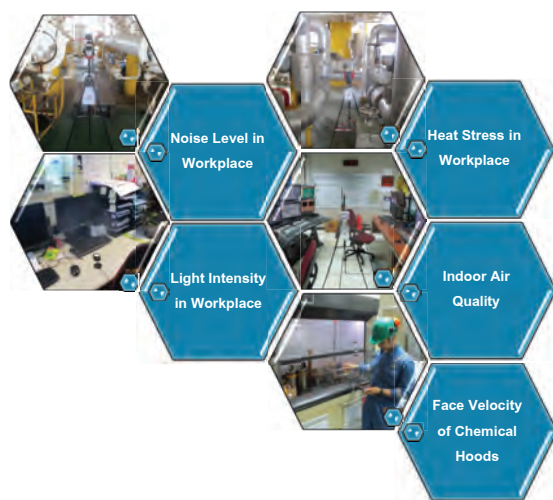 Noise Level in
Workplace
Heat Stress in
Workplace
Light Intensity
in Workplace
Indoor Air
Quality
Face Velocity
of Chemical
Hoods